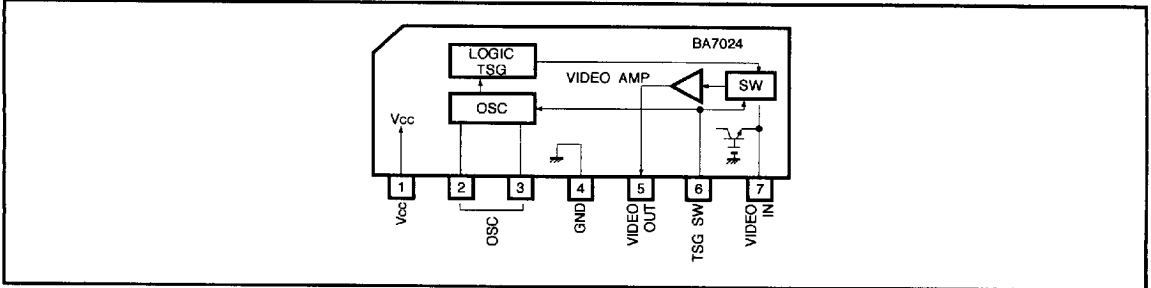 BA7024
LOGIC
TSG
VIDEO AMP
SW
OSC
Vcc
1
2
3
4
5
6
7
Vcc
OSC
GND
VIDEO
OUT
TSG SW
VIDEO
IN